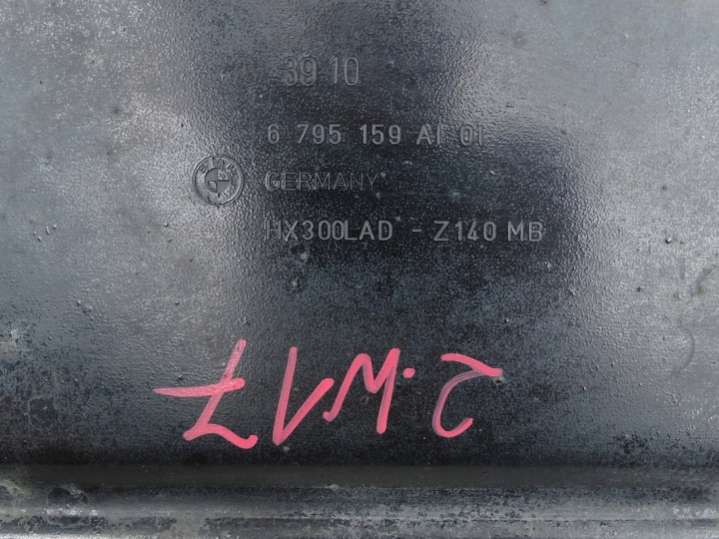 39 10
6 795 159 AI 01
GERMANY
HX300LAD - Z140 MB